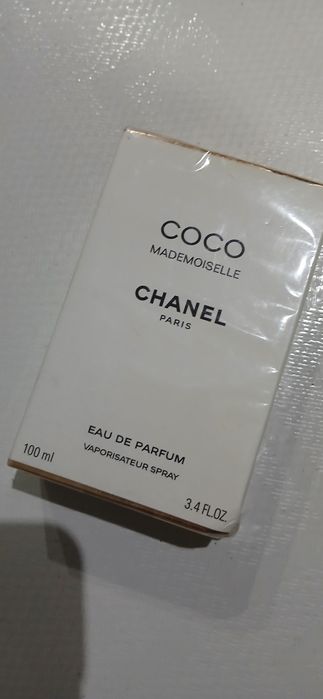 COCO
MADEMOISELLE
CHANEL
PARIS
EAU DE PARFUM
VAPORISATEUR SPRAY
100 ml
3.4 FL.OZ.